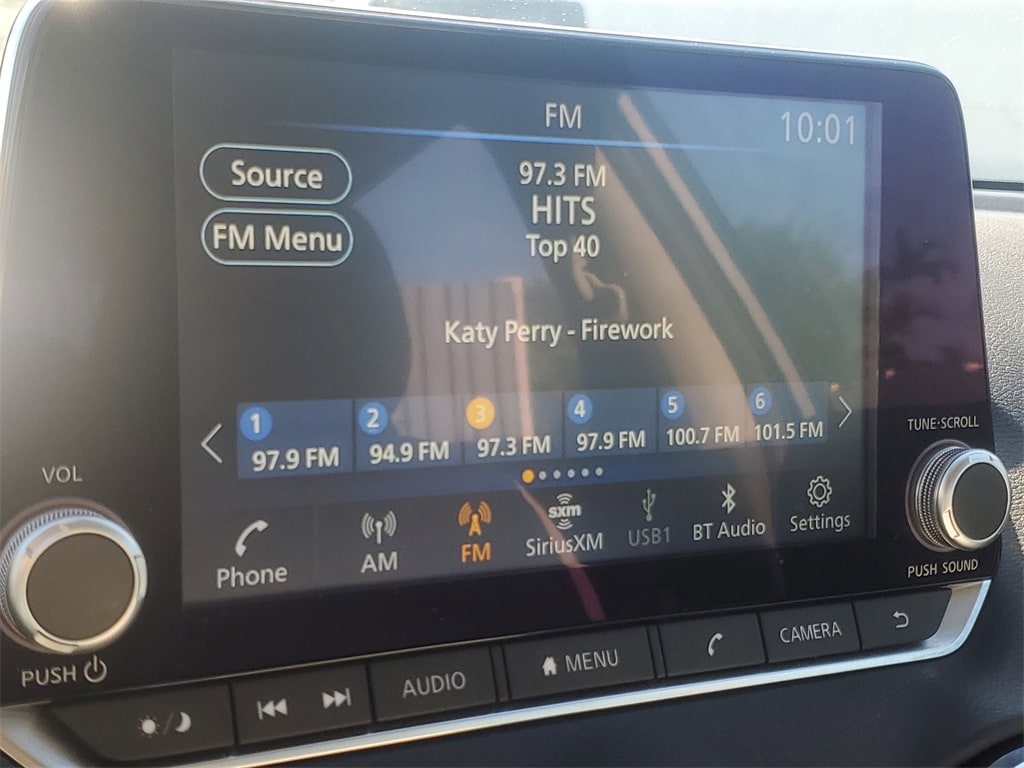 FM
10:01
Source
FM Menu
97.3 FM
HITS
Top 40
Katy Perry - Firework
1 2 3 4 5 6
97.9 FM 94.9 FM 97.3 FM 97.9 FM 100.7 FM 101.5 FM
sxm
Phone AM FM SiriusXM USB1 BT Audio Settings
VOL
PUSH
TUNE·SCROLL
PUSH SOUND
AUDIO MENU CAMERA